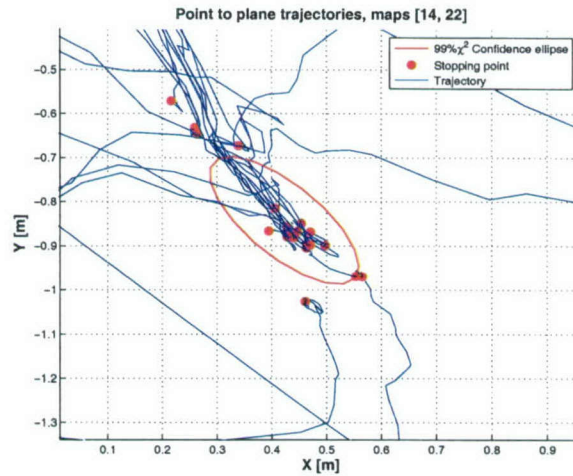 Point to plane trajectories, maps [14, 22]
99%χ² Confidence ellipse
Stopping point
Trajectory
−0.5
−0.6
−0.7
−0.8
−0.9
−1
−1.1
−1.2
−1.3
Y [m]
0.1 0.2 0.3 0.4 0.5 0.6 0.7 0.8 0.9
X [m]